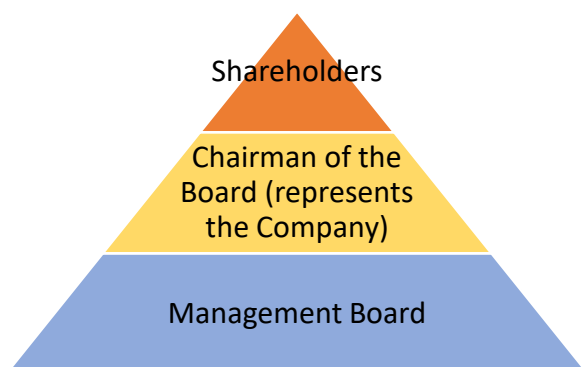 Shareholders
Chairman of the
Board (represents
the Company)
Management Board